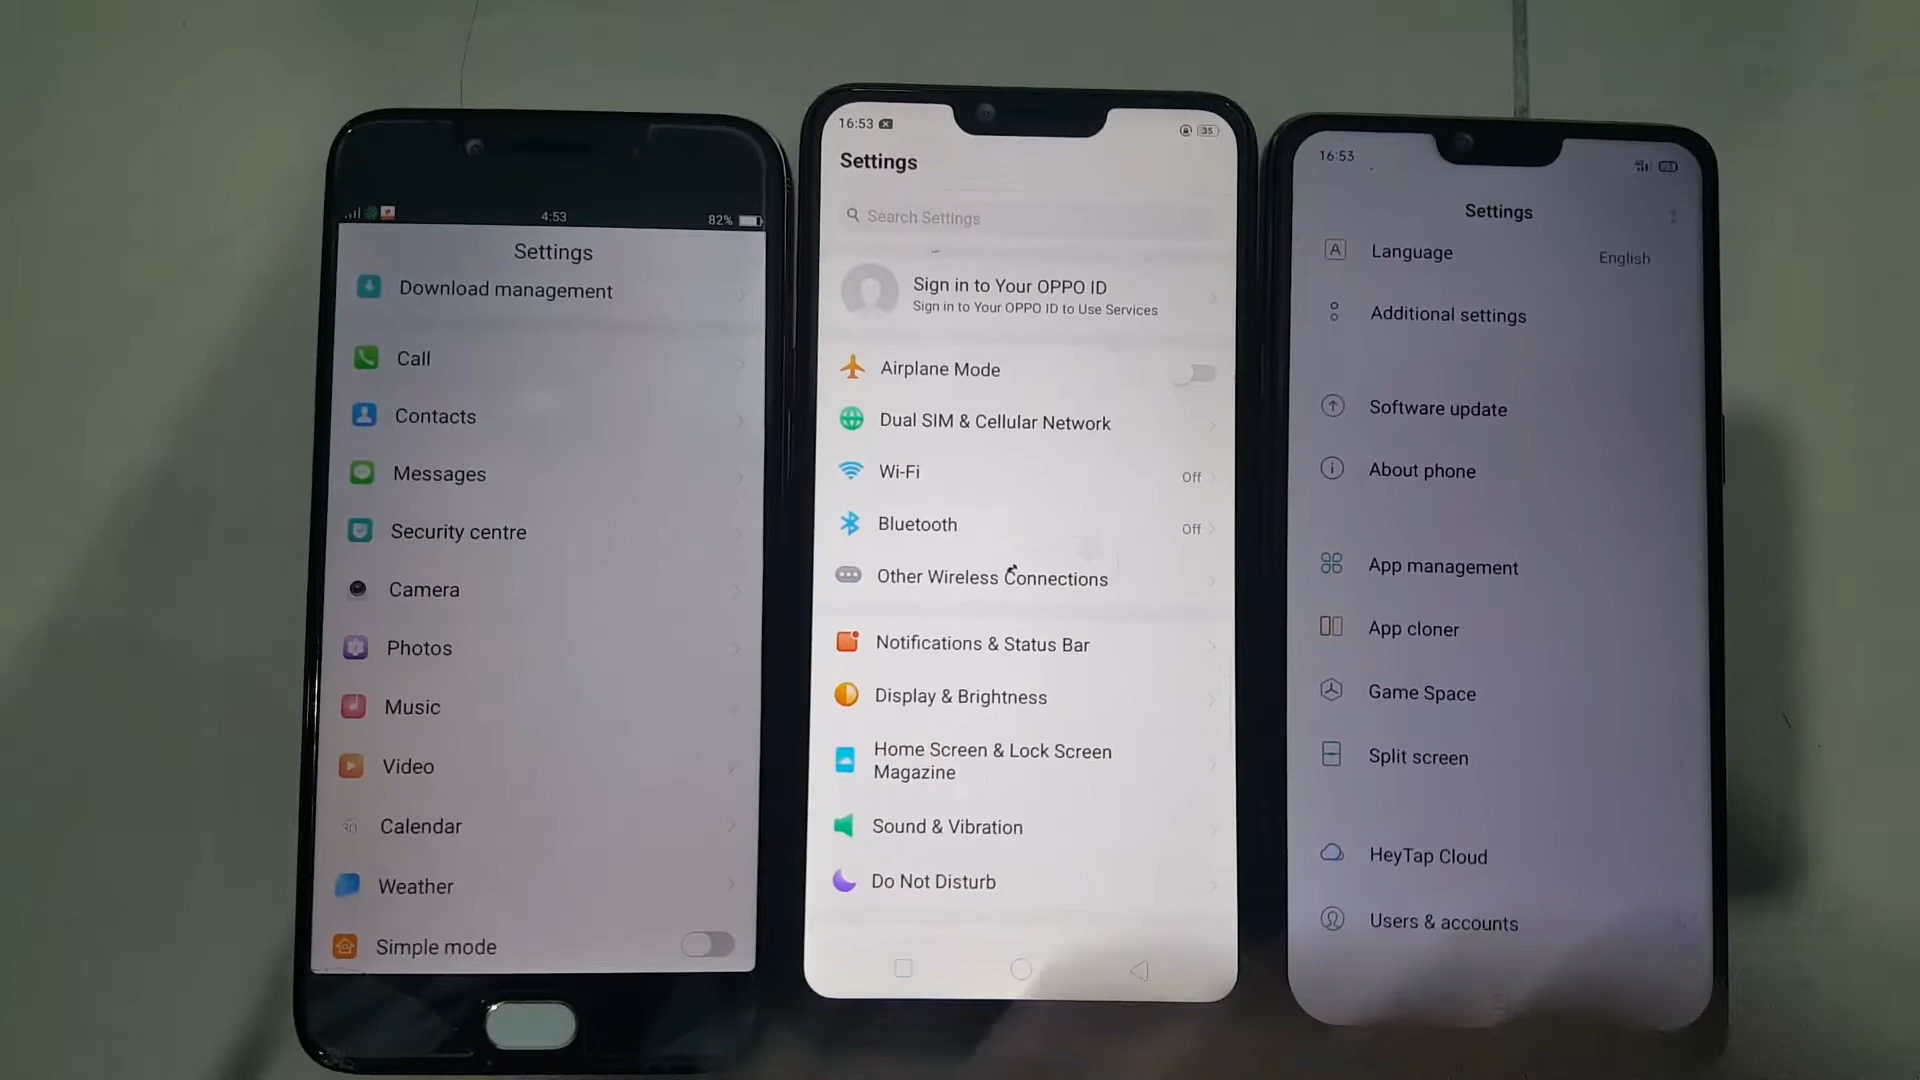 4:53
82%
Settings
Download management
Call
Contacts
Messages
Security centre
Camera
Photos
Music
Video
30
Calendar
Weather
Simple mode
16:53
35
Settings
Search Settings
Sign in to Your OPPO ID
Sign in to Your OPPO ID to Use Services
Airplane Mode
Dual SIM & Cellular Network
Wi-Fi
Off
Bluetooth
Off
Other Wireless Connections
Notifications & Status Bar
Display & Brightness
Home Screen & Lock Screen
Magazine
Sound & Vibration
Do Not Disturb
16:53
Settings
A
Language
English
Additional settings
Software update
About phone
App management
App cloner
Game Space
Split screen
HeyTap Cloud
Users & accounts